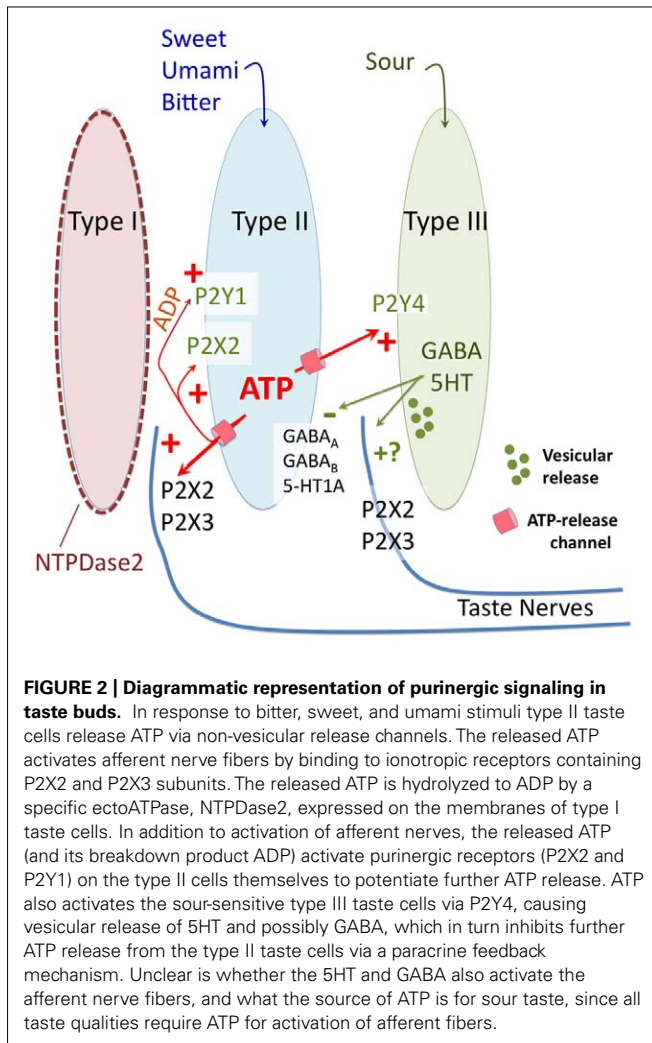 Sweet
Umami
Bitter
Sour
Type I
Type II
Type III
ADP
+
P2Y1
P2X2
+
ATP
P2Y4
+
GABA
5HT
+
P2X2
P2X3
-
GABAA
GABAB
5-HT1A
+?
P2X2
P2X3
Vesicular
release
ATP-release
channel
NTPDase2
Taste Nerves
FIGURE 2 | Diagrammatic representation of purinergic signaling in
taste buds. In response to bitter, sweet, and umami stimuli type II taste
cells release ATP via non-vesicular release channels. The released ATP
activates afferent nerve fibers by binding to ionotropic receptors containing
P2X2 and P2X3 subunits. The released ATP is hydrolyzed to ADP by a
specific ectoATPase, NTPDase2, expressed on the membranes of type I
taste cells. In addition to activation of afferent nerves, the released ATP
(and its breakdown product ADP) activate purinergic receptors (P2X2 and
P2Y1) on the type II cells themselves to potentiate further ATP release. ATP
also activates the sour-sensitive type III taste cells via P2Y4, causing
vesicular release of 5HT and possibly GABA, which in turn inhibits further
ATP release from the type II taste cells via a paracrine feedback
mechanism. Unclear is whether the 5HT and GABA also activate the
afferent nerve fibers, and what the source of ATP is for sour taste, since all
taste qualities require ATP for activation of afferent fibers.